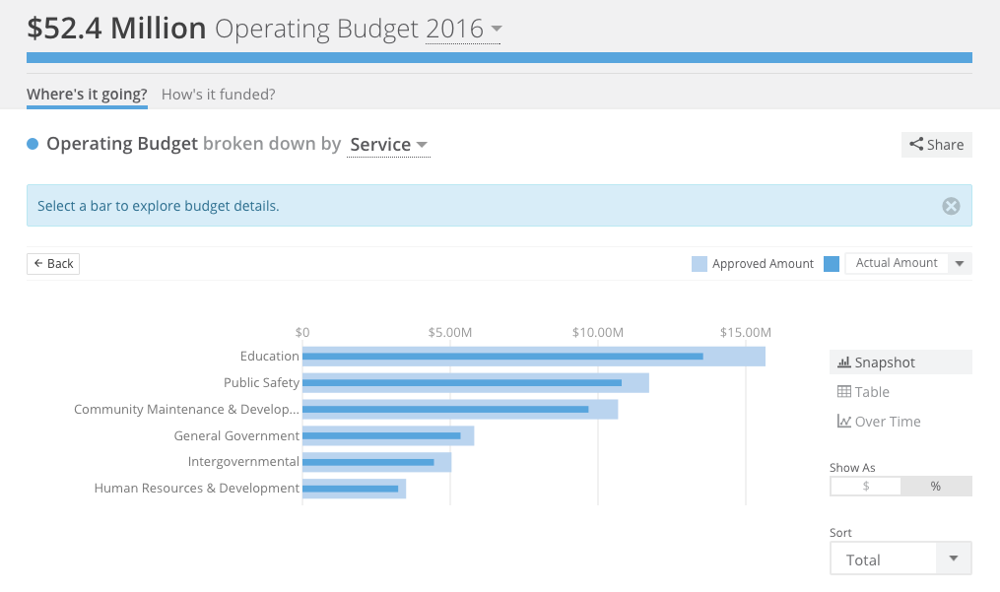 $52.4 Million Operating Budget 2016
Where's it going? How's it funded?
Operating Budget broken down by Service
Share
Select a bar to explore budget details.
Back
Approved Amount
Actual Amount
$0 $5.00M $10.00M $15.00M
Education
Public Safety
Community Maintenance & Develop...
General Government
Intergovernmental
Human Resources & Development
Snapshot
Table
Over Time
Show As
$ %
Sort
Total